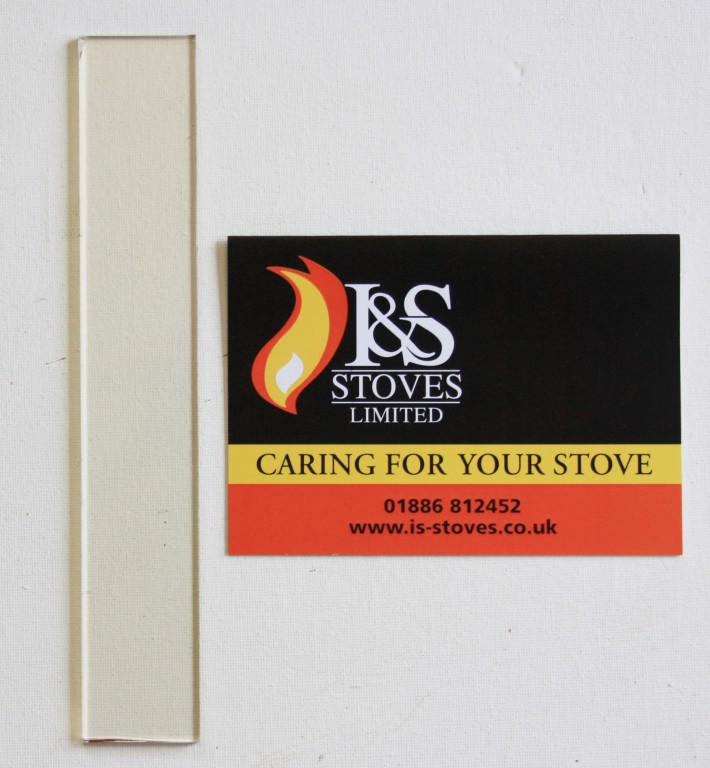 I&S
STOVES
LIMITED
CARING FOR YOUR STOVE
01886 812452
www.is-stoves.co.uk